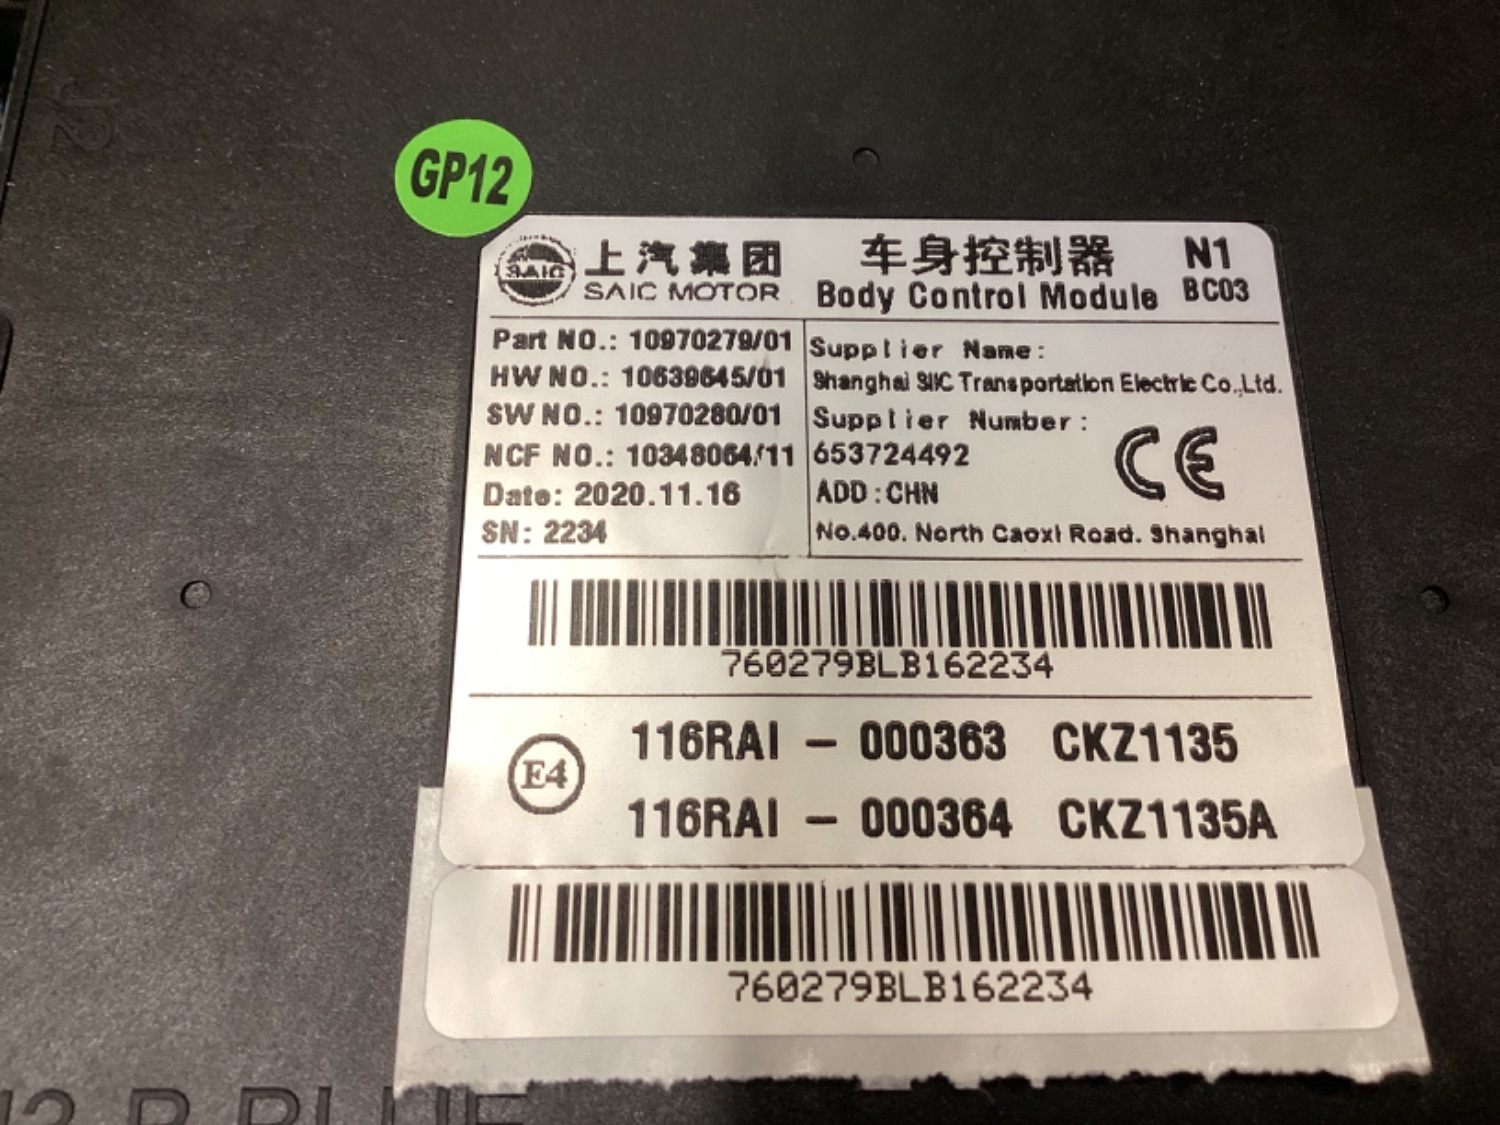 J2
GP12
SAIC 上汽集团 车身控制器 N1
SAIC MOTOR Body Control Module BC03
Part NO.: 10970279/01
HW NO.: 10639645/01
SW NO.: 10970280/01
NCF NO.: 10348064/11
Date: 2020.11.16
SN: 2234
Supplier Name:
Shanghai SIIC Transportation Electric Co.,Ltd.
Supplier Number:
653724492 CE
ADD:CHN
No.400. North Caoxi Road. Shanghai
760279BLB162234
E4 116RAI – 000363 CKZ1135
116RAI – 000364 CKZ1135A
760279BLB162234
BLUE